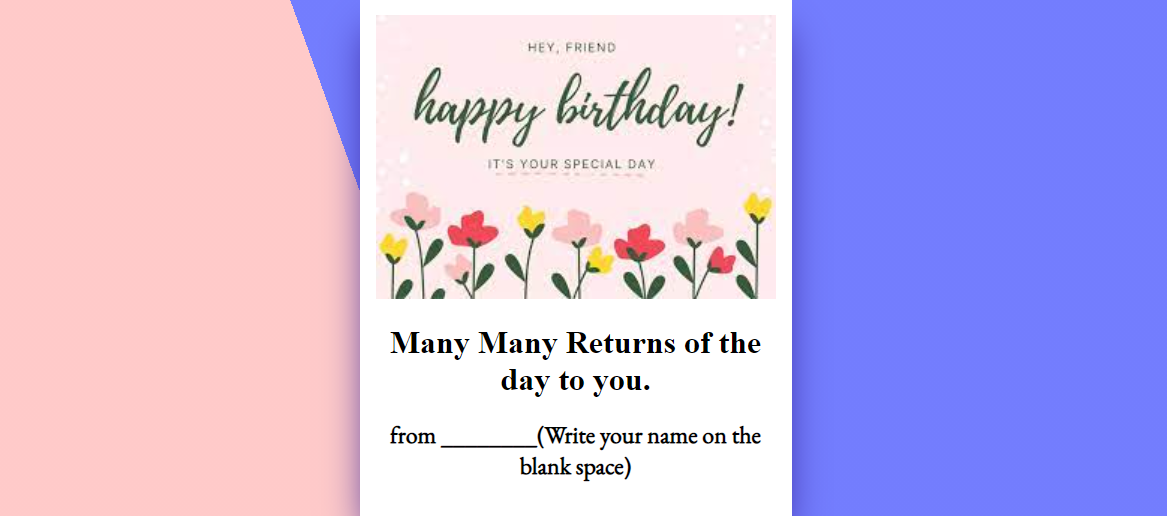 HEY, FRIEND
happy birthday!
IT'S YOUR SPECIAL DAY
Many Many Returns of the
day to you.
from ________(Write your name on the
blank space)